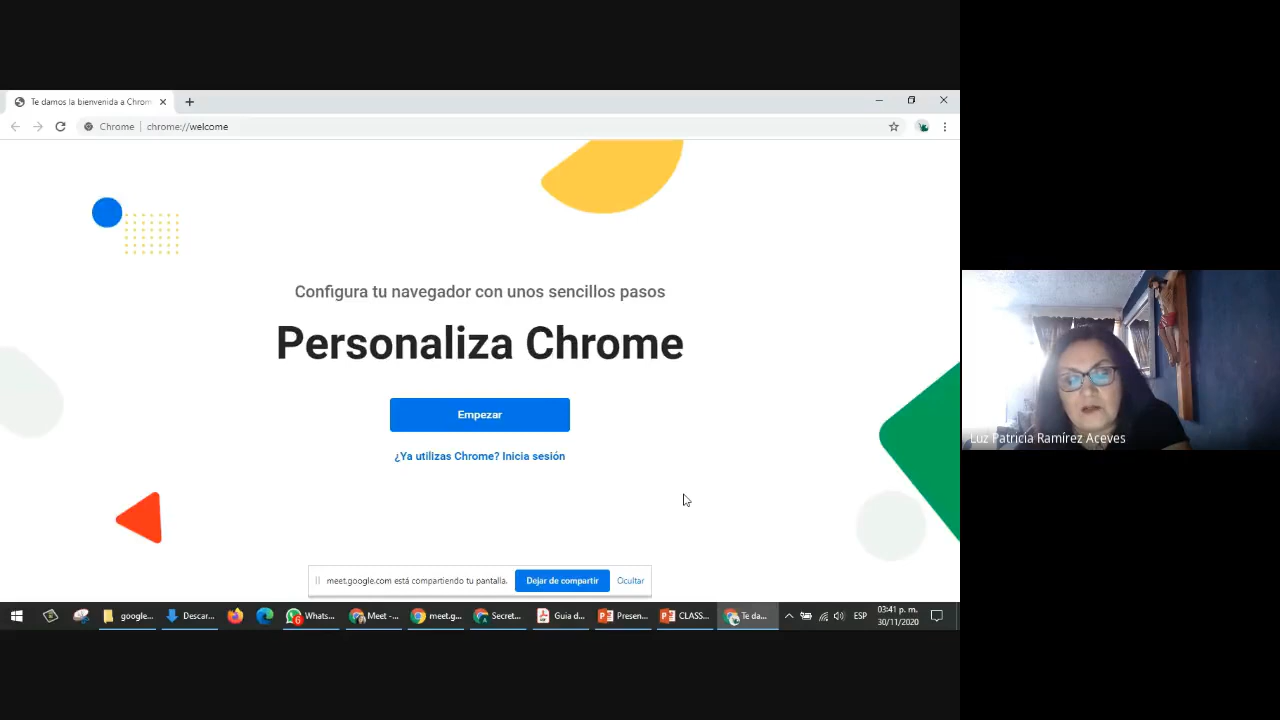 Te damos la bienvenida a Chrom
Chrome | chrome://welcome
Configura tu navegador con unos sencillos pasos
Personaliza Chrome
Empezar
¿Ya utilizas Chrome? Inicia sesión
Luz Patricia Ramírez Aceves
meet.google.com está compartiendo tu pantalla.
Dejar de compartir
Ocultar
google...
Descar...
6
Whats...
Meet -...
meet.g...
Secret...
Guia d...
Presen...
CLASS...
Te da...
ESP
03:41 p. m.
30/11/2020